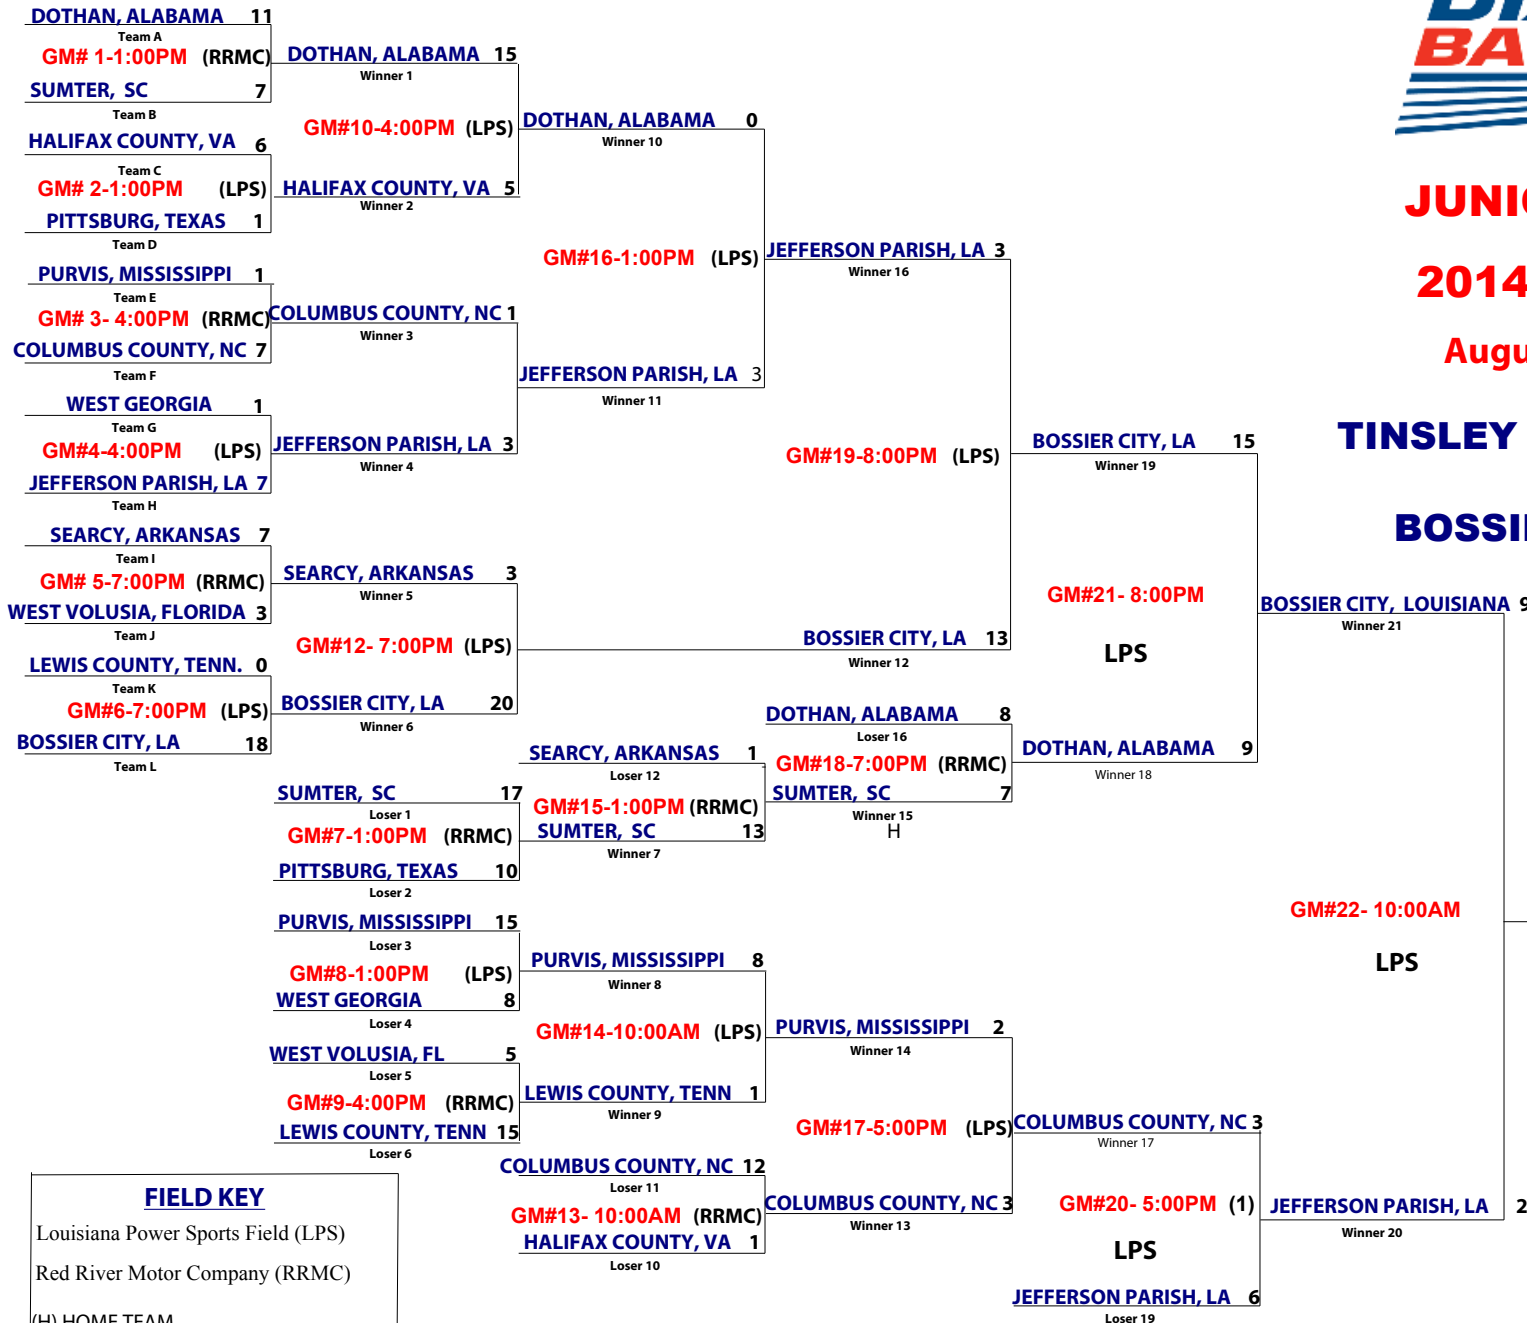 DOTHAN, ALABAMA 11
Team A
GM# 1-1:00PM (RRMC)
SUMTER, SC 7
Team B
HALIFAX COUNTY, VA 6
Team C
GM# 2-1:00PM (LPS)
PITTSBURG, TEXAS 1
Team D
PURVIS, MISSISSIPPI 1
Team E
GM# 3- 4:00PM (RRMC)
COLUMBUS COUNTY, NC 7
Team F
WEST GEORGIA 1
Team G
GM#4-4:00PM (LPS)
JEFFERSON PARISH, LA 7
Team H
SEARCY, ARKANSAS 7
Team I
GM# 5-7:00PM (RRMC)
WEST VOLUSIA, FLORIDA 3
Team J
LEWIS COUNTY, TENN. 0
Team K
GM#6-7:00PM (LPS)
BOSSIER CITY, LA 18
Team L
DOTHAN, ALABAMA 15
Winner 1
GM#10-4:00PM (LPS)
HALIFAX COUNTY, VA 5
Winner 2
COLUMBUS COUNTY, NC 1
Winner 3
JEFFERSON PARISH, LA 3
Winner 4
SEARCY, ARKANSAS 3
Winner 5
GM#12- 7:00PM (LPS)
BOSSIER CITY, LA 20
Winner 6
SUMTER, SC 17
Loser 1
GM#7-1:00PM (RRMC)
PITTSBURG, TEXAS 10
Loser 2
PURVIS, MISSISSIPPI 15
Loser 3
GM#8-1:00PM (LPS)
WEST GEORGIA 8
Loser 4
WEST VOLUSIA, FL 5
Loser 5
GM#9-4:00PM (RRMC)
LEWIS COUNTY, TENN 15
Loser 6
DOTHAN, ALABAMA 0
Winner 10
GM#16-1:00PM (LPS)
JEFFERSON PARISH, LA 3
Winner 11
SEARCY, ARKANSAS 1
Loser 12
GM#15-1:00PM (RRMC)
SUMTER, SC 13
Winner 7
PURVIS, MISSISSIPPI 8
Winner 8
GM#14-10:00AM (LPS)
LEWIS COUNTY, TENN 1
Winner 9
COLUMBUS COUNTY, NC 12
Loser 11
GM#13- 10:00AM (RRMC)
HALIFAX COUNTY, VA 1
Loser 10
JEFFERSON PARISH, LA 3
Winner 16
GM#19-8:00PM (LPS)
BOSSIER CITY, LA 13
Winner 12
DOTHAN, ALABAMA 8
Loser 16
GM#18-7:00PM (RRMC)
SUMTER, SC 7
Winner 15
H
PURVIS, MISSISSIPPI 2
Winner 14
GM#17-5:00PM (LPS)
COLUMBUS COUNTY, NC 3
Winner 13
BOSSIER CITY, LA 15
Winner 19
GM#21- 8:00PM
LPS
DOTHAN, ALABAMA 9
Winner 18
COLUMBUS COUNTY, NC 3
Winner 17
GM#20- 5:00PM (1)
LPS
JEFFERSON PARISH, LA 6
Loser 19
BOSSIER CITY, LOUISIANA 9
Winner 21
GM#22- 10:00AM
LPS
JEFFERSON PARISH, LA 2
Winner 20
BA
2014
TINSLEY
FIELD KEY
Louisiana Power Sports Field (LPS)
Red River Motor Company (RRMC)
(H) HOME TEAM